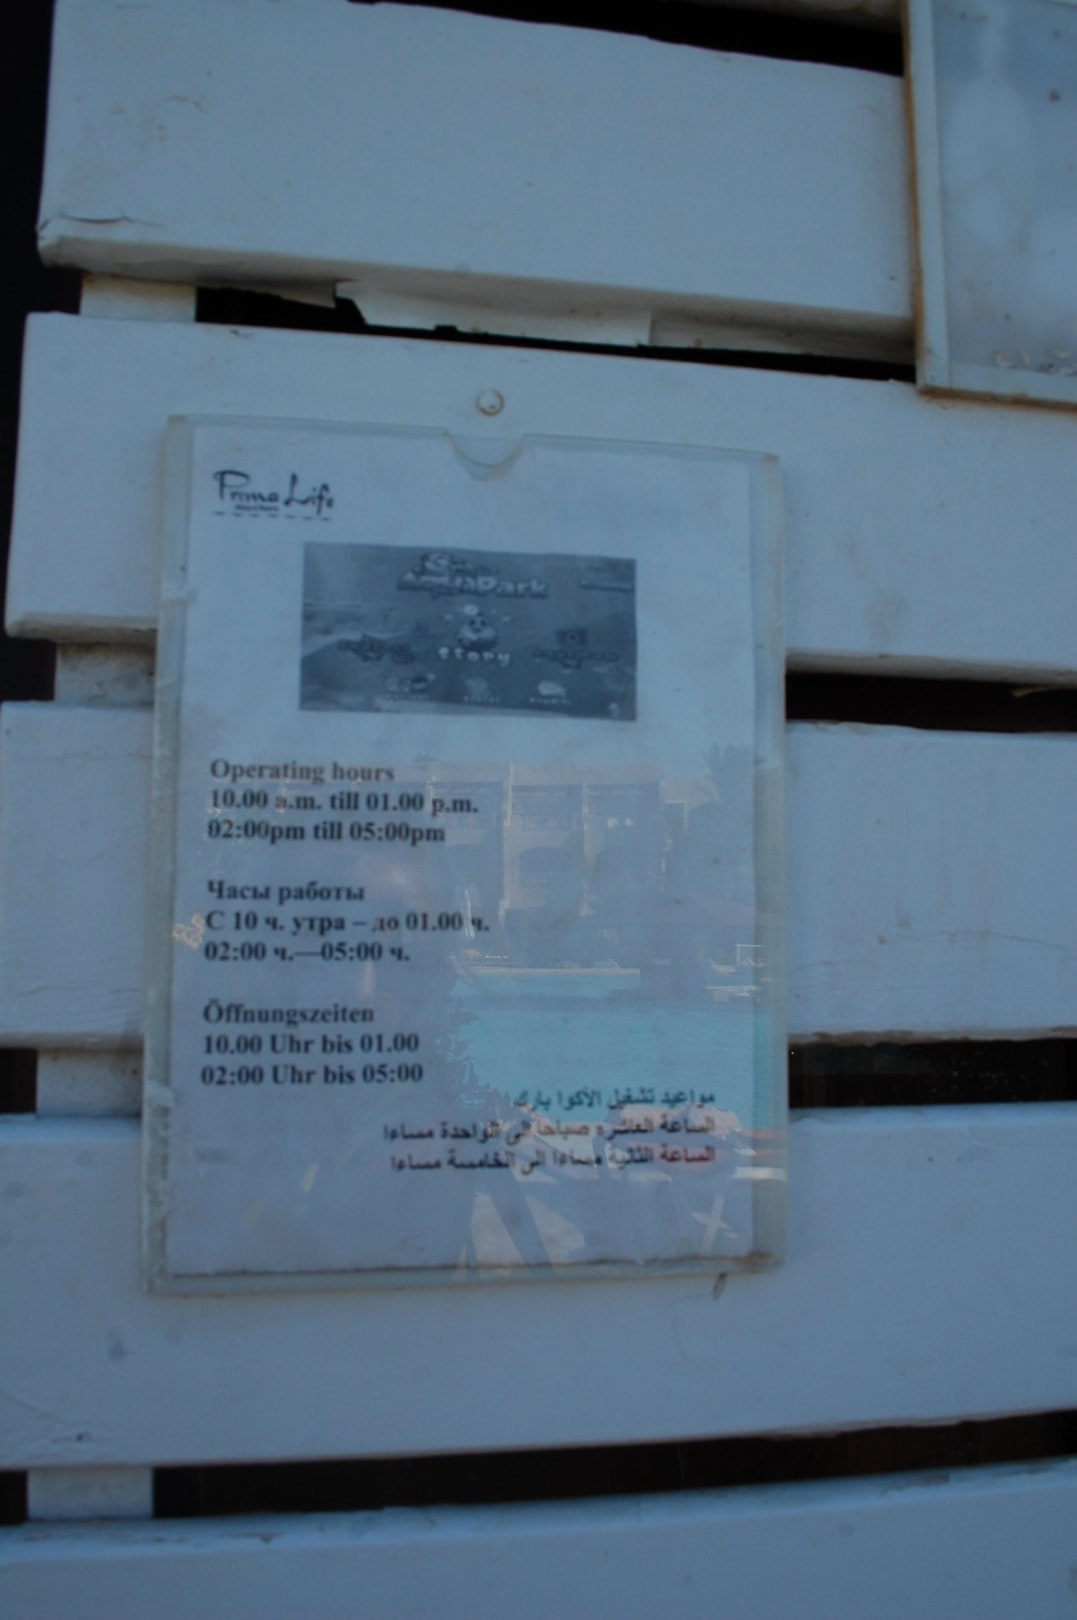 Prima Life
AquaPark
story
Operating hours
10.00 a.m. till 01.00 p.m.
02:00pm till 05:00pm
Часы работы
С 10 ч. утра – до 01.00 ч.
02:00 ч.—05:00 ч.
Öffnungszeiten
10.00 Uhr bis 01.00
02:00 Uhr bis 05:00
مواعيد تشغيل الأكوا بارك
الساعة العاشره صباحا الى الواحدة مساءا
الساعة الثانية مساءا الى الخامسة مساءا